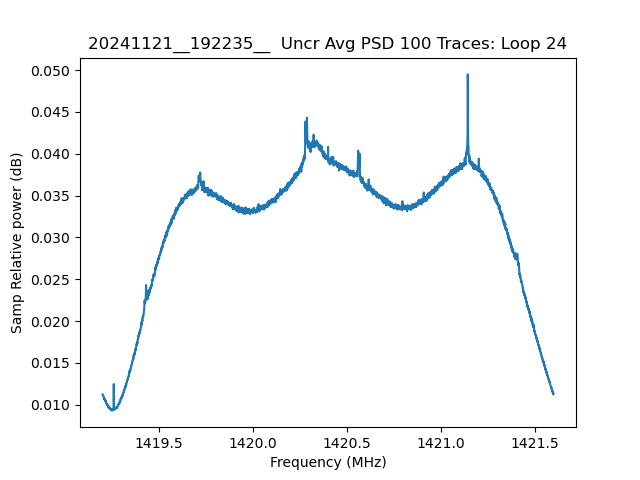 20241121__192235__  Uncr Avg PSD 100 Traces: Loop 24
0.050
0.045
0.040
0.035
0.030
0.025
0.020
0.015
0.010
Samp Relative power (dB)
1419.5 1420.0 1420.5 1421.0 1421.5
Frequency (MHz)